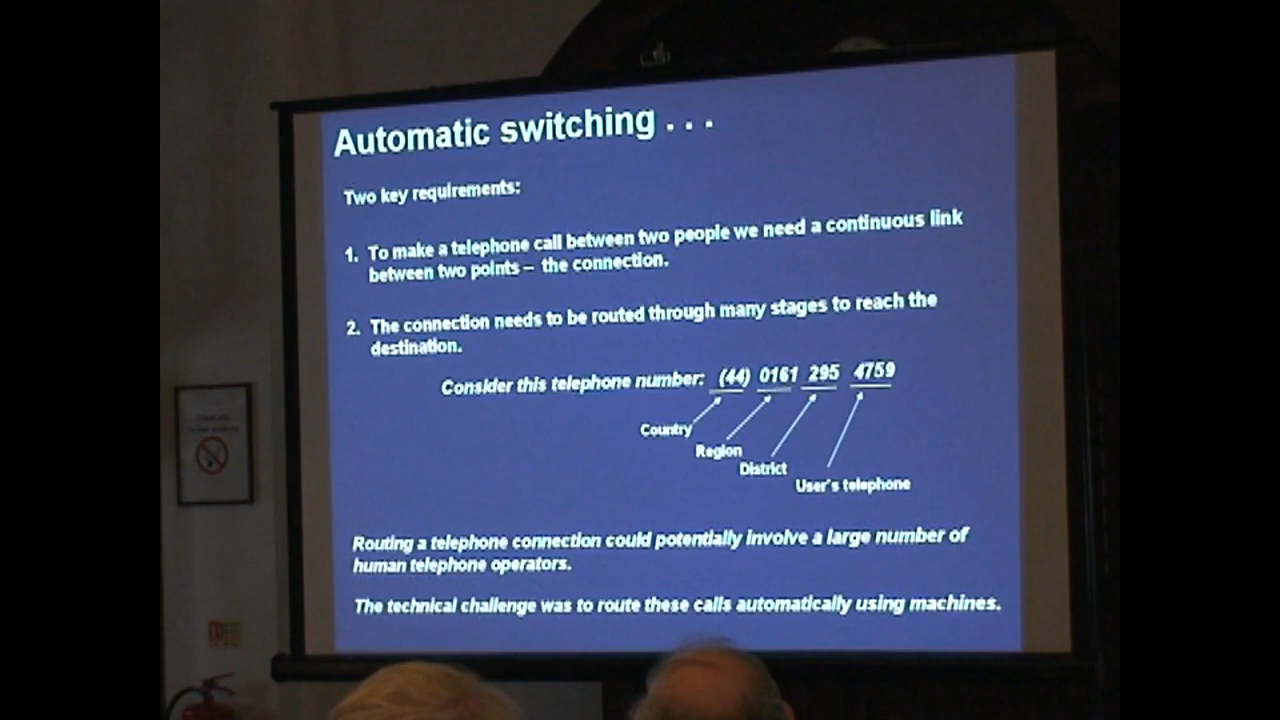 Automatic switching . . .
Two key requirements:
1. To make a telephone call between two people we need a continuous link
between two points – the connection.
2. The connection needs to be routed through many stages to reach the
destination.
Consider this telephone number: (44) 0161 295 4759
Country
Region
District
User's telephone
Routing a telephone connection could potentially involve a large number of
human telephone operators.
The technical challenge was to route these calls automatically using machines.